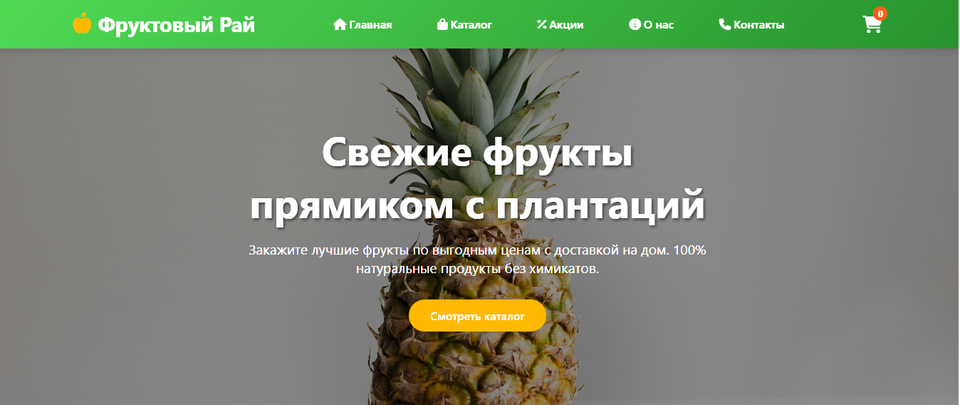 Фруктовый Рай
Главная
Каталог
Акции
О нас
Контакты
0
Свежие фрукты
прямиком с плантаций
Закажите лучшие фрукты по выгодным ценам с доставкой на дом. 100%
натуральные продукты без химикатов.
Смотреть каталог